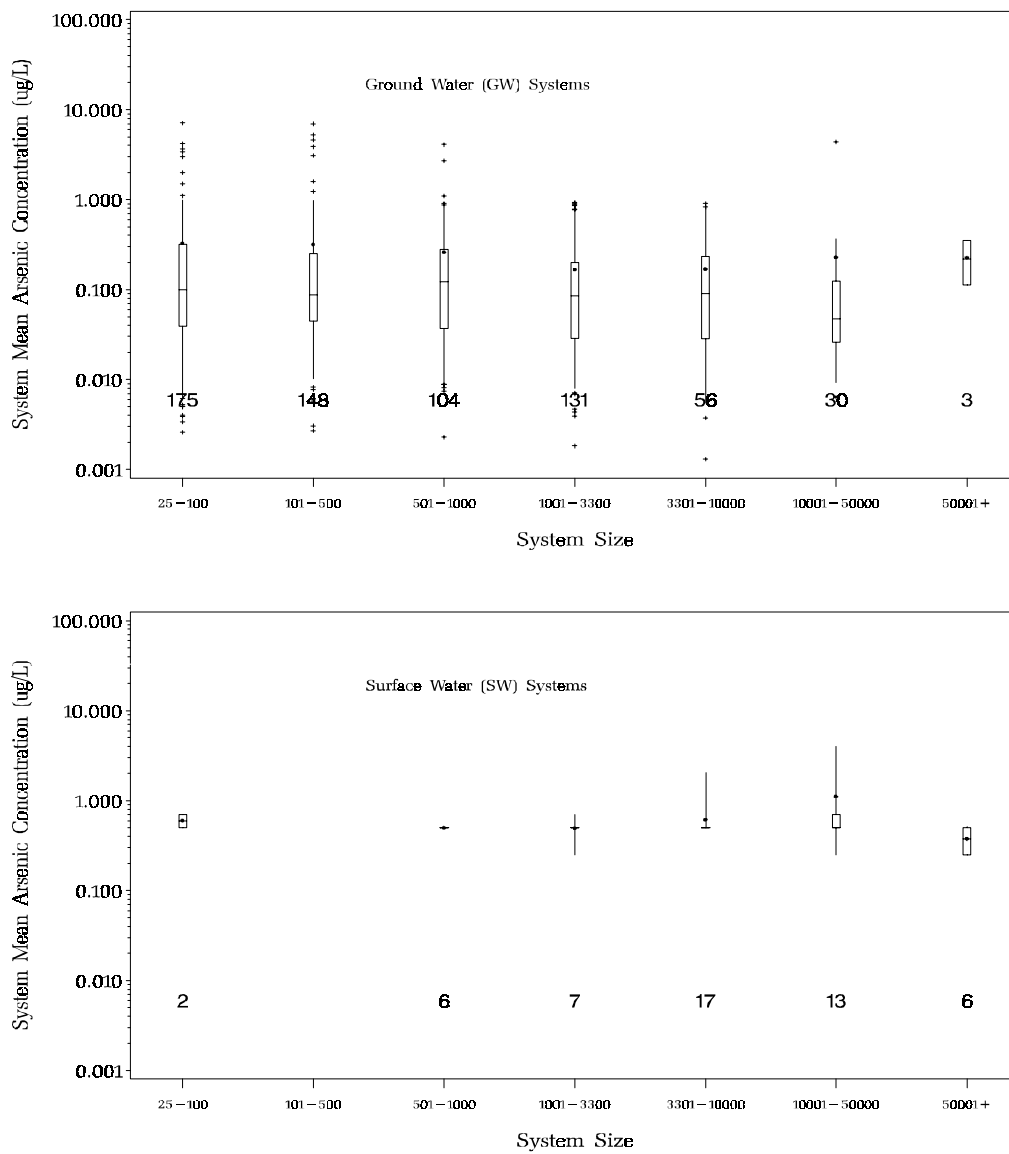 System Mean Arsenic Concentration (ug/L)
100.000
10.000
1.000
0.100
0.010
0.001
Ground Water (GW) Systems
175 148 104 131 56 30 3
25-100 101-500 501-1000 1001-3300 3301-10000 10001-50000 50001+
System Size
System Mean Arsenic Concentration (ug/L)
100.000
10.000
1.000
0.100
0.010
0.001
Surface Water (SW) Systems
2 6 7 17 13 6
25-100 101-500 501-1000 1001-3300 3301-10000 10001-50000 50001+
System Size